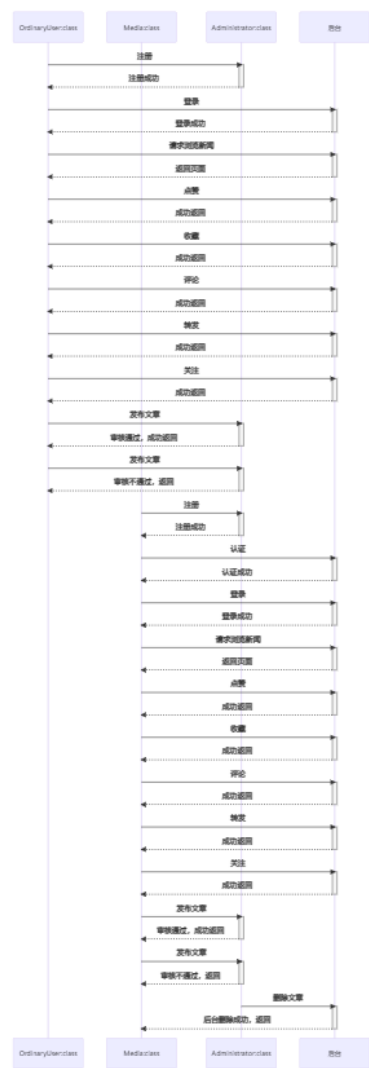 OrdinaryUser:class
Media:class
Administrator:class
后台
注册
注册成功
登录
登录成功
请求浏览新闻
返回页面
点赞
成功返回
收藏
成功返回
评论
成功返回
转发
成功返回
关注
成功返回
发布文章
审核通过，成功返回
发布文章
审核不通过，返回
注册
注册成功
认证
认证成功
登录
登录成功
请求浏览新闻
返回页面
点赞
成功返回
收藏
成功返回
评论
成功返回
转发
成功返回
关注
成功返回
发布文章
审核通过，成功返回
发布文章
审核不通过，返回
删除文章
后台删除成功，返回
OrdinaryUser:class
Media:class
Administrator:class
后台